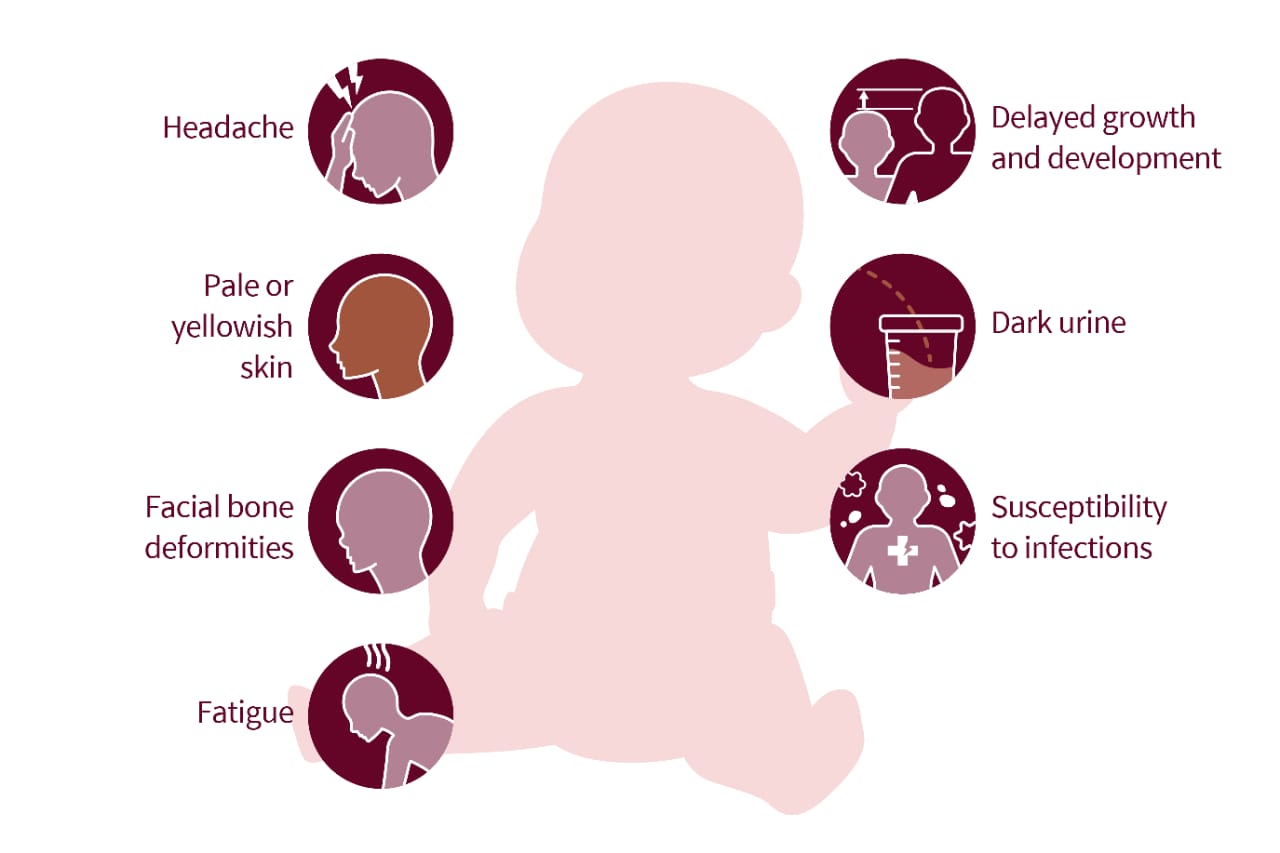 Headache
Pale or
yellowish
skin
Facial bone
deformities
Fatigue
Delayed growth
and development
Dark urine
Susceptibility
to infections